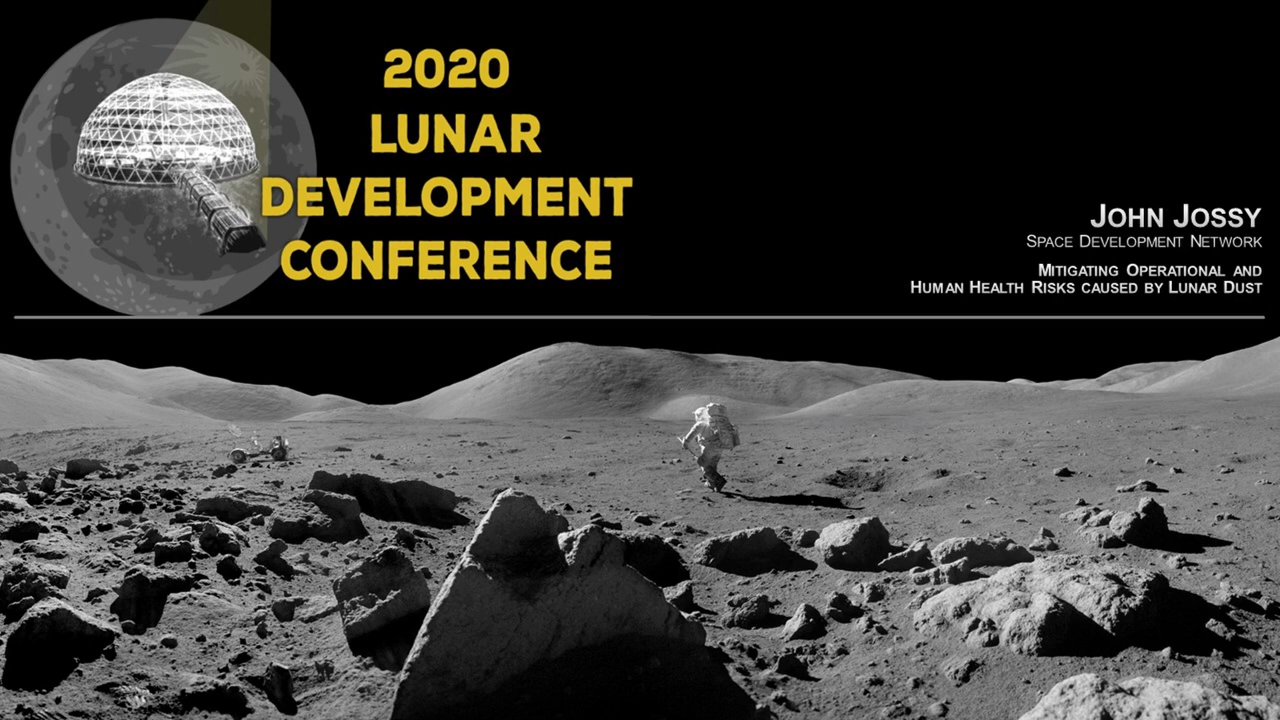 2020
LUNAR
DEVELOPMENT
CONFERENCE
John Jossy
Space Development Network
Mitigating Operational and
Human Health Risks caused by Lunar Dust